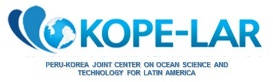 KOPE-LAR
PERU-KOREA JOINT CENTER ON OCEAN SCIENCE AND
TECHNOLOGY FOR LATIN AMERICA